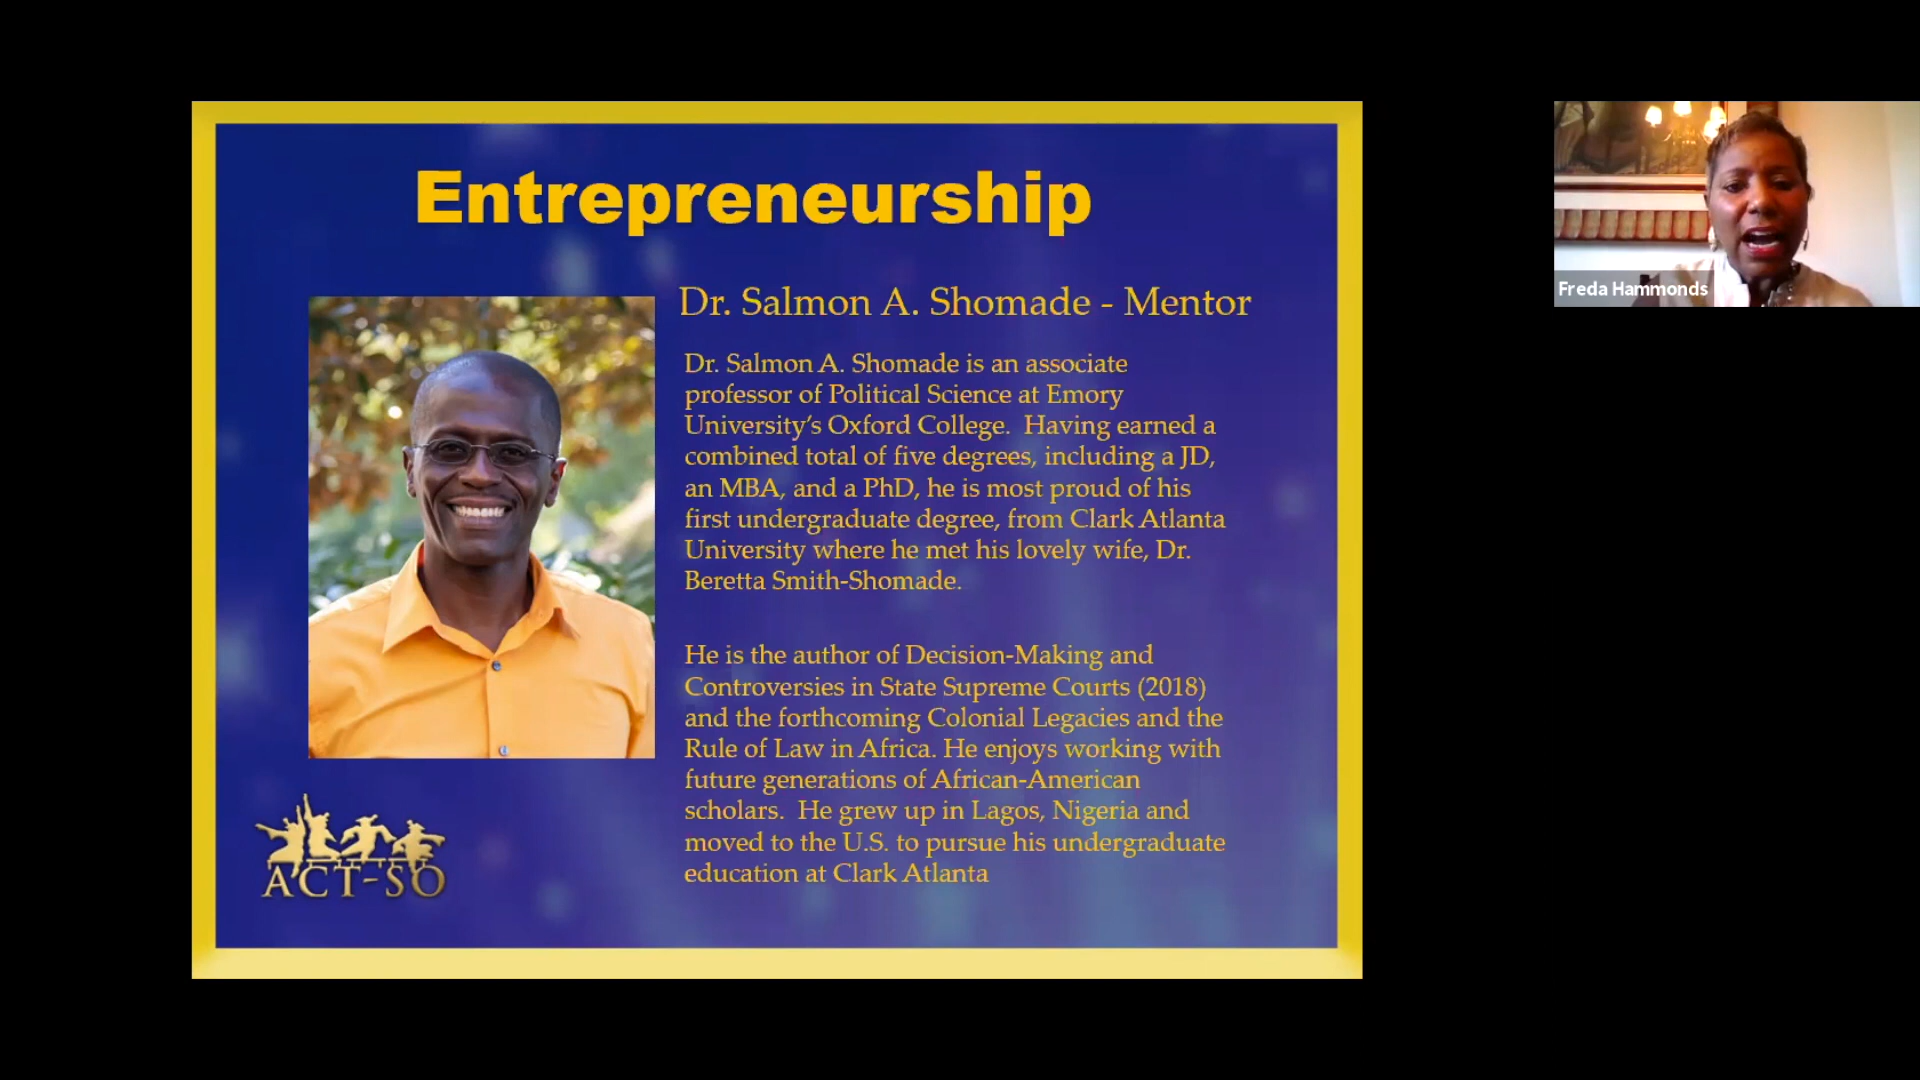 Entrepreneurship
Dr. Salmon A. Shomade - Mentor
Dr. Salmon A. Shomade is an associate
professor of Political Science at Emory
University’s Oxford College.  Having earned a
combined total of five degrees, including a JD,
an MBA, and a PhD, he is most proud of his
first undergraduate degree, from Clark Atlanta
University where he met his lovely wife, Dr.
Beretta Smith-Shomade.
He is the author of Decision-Making and
Controversies in State Supreme Courts (2018)
and the forthcoming Colonial Legacies and the
Rule of Law in Africa. He enjoys working with
future generations of African-American
scholars.  He grew up in Lagos, Nigeria and
moved to the U.S. to pursue his undergraduate
education at Clark Atlanta
ACT-SO
Freda Hammonds